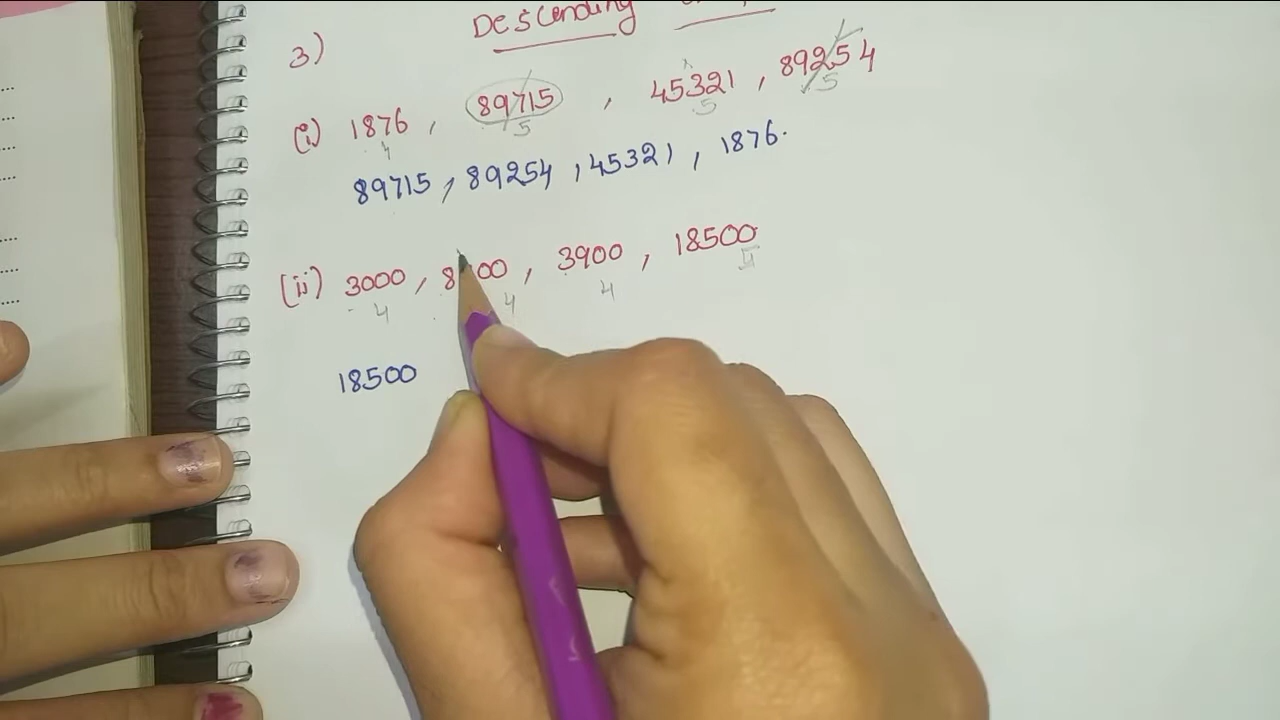 Descending
3)
(i) 1876, 89715, 45321, 89254
4 5 5 5
89715, 89254, 45321, 1876.
(ii) 3000, 3900, 18500
4 4 4 5
18500